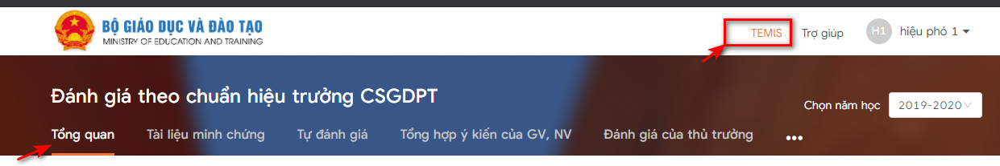 BỘ GIÁO DỤC VÀ ĐÀO TẠO
MINISTRY OF EDUCATION AND TRAINING
TEMIS Trợ giúp H1 hiệu phó 1
Đánh giá theo chuẩn hiệu trưởng CSGDPT
Chọn năm học 2019-2020
Tổng quan Tài liệu minh chứng Tự đánh giá Tổng hợp ý kiến của GV, NV Đánh giá của thủ trưởng •••